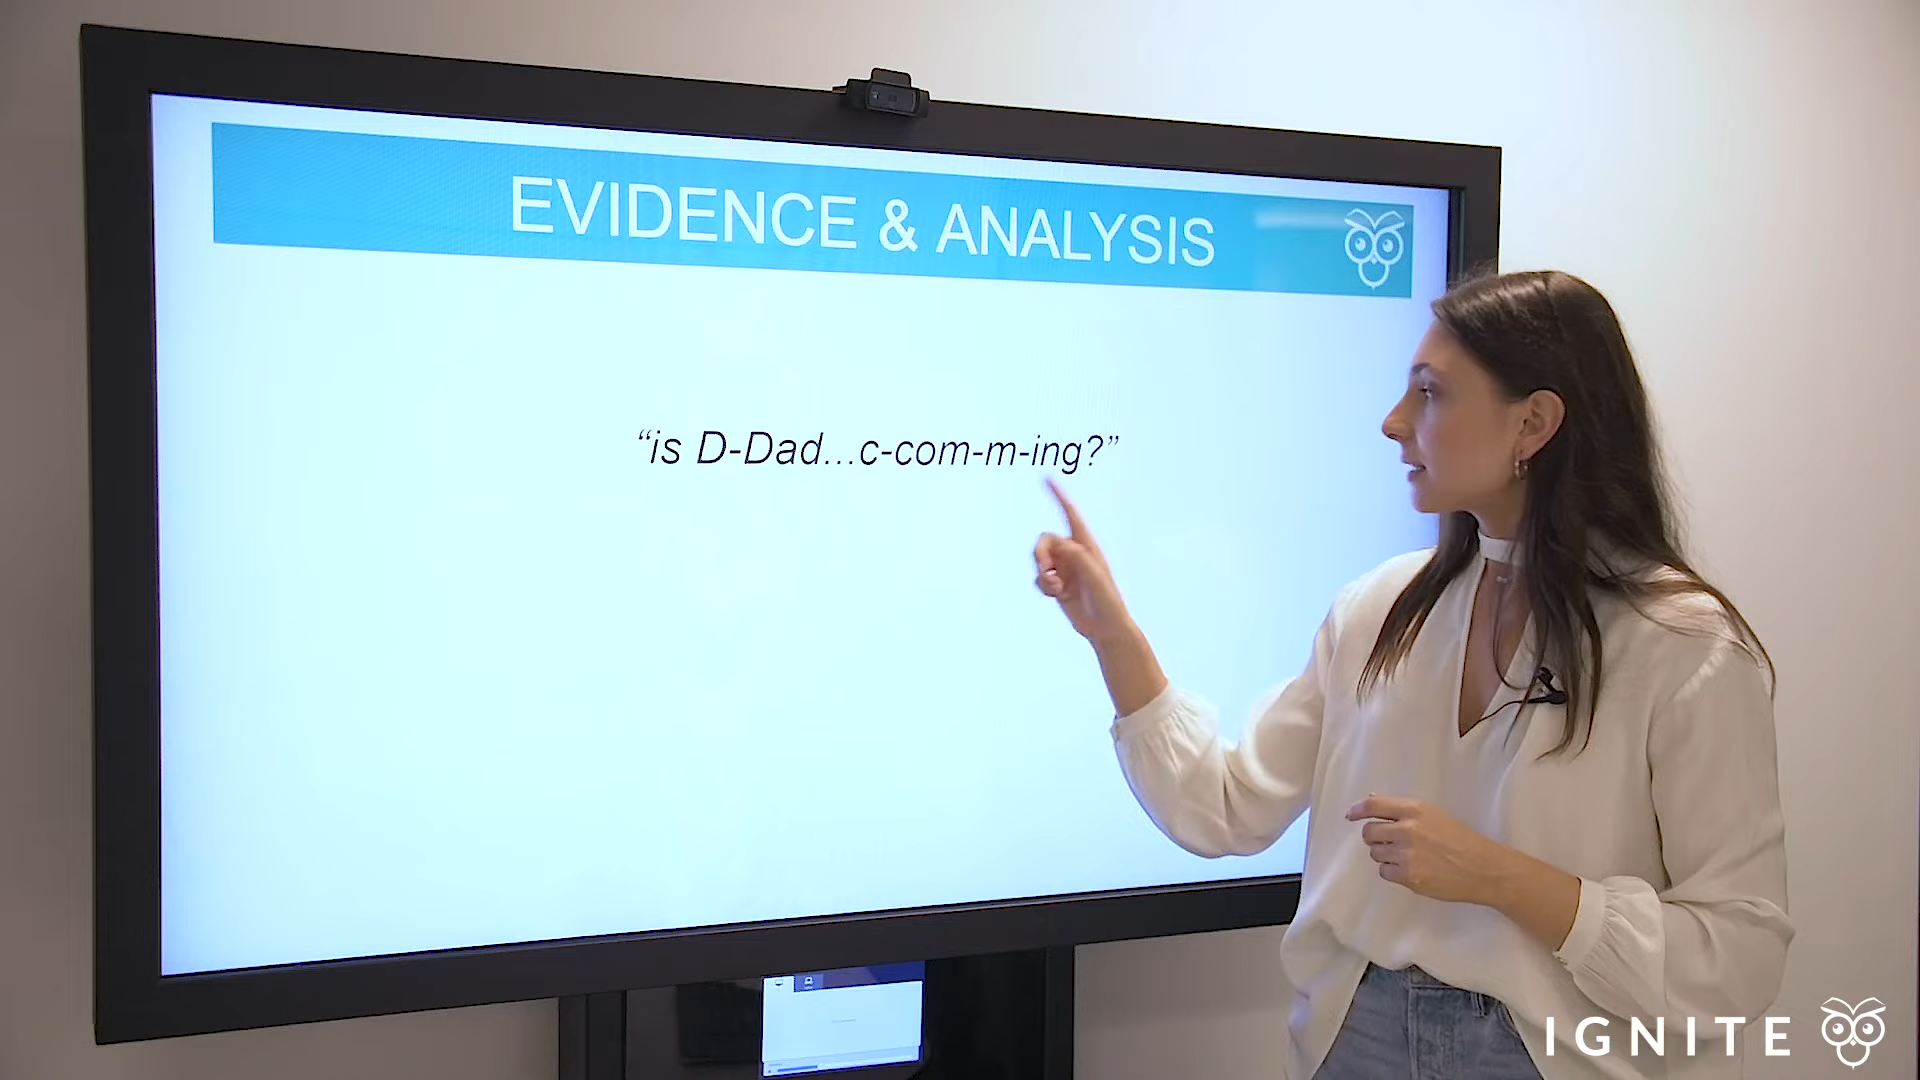 EVIDENCE & ANALYSIS
“is D-Dad...c-com-m-ing?”
IGNITE